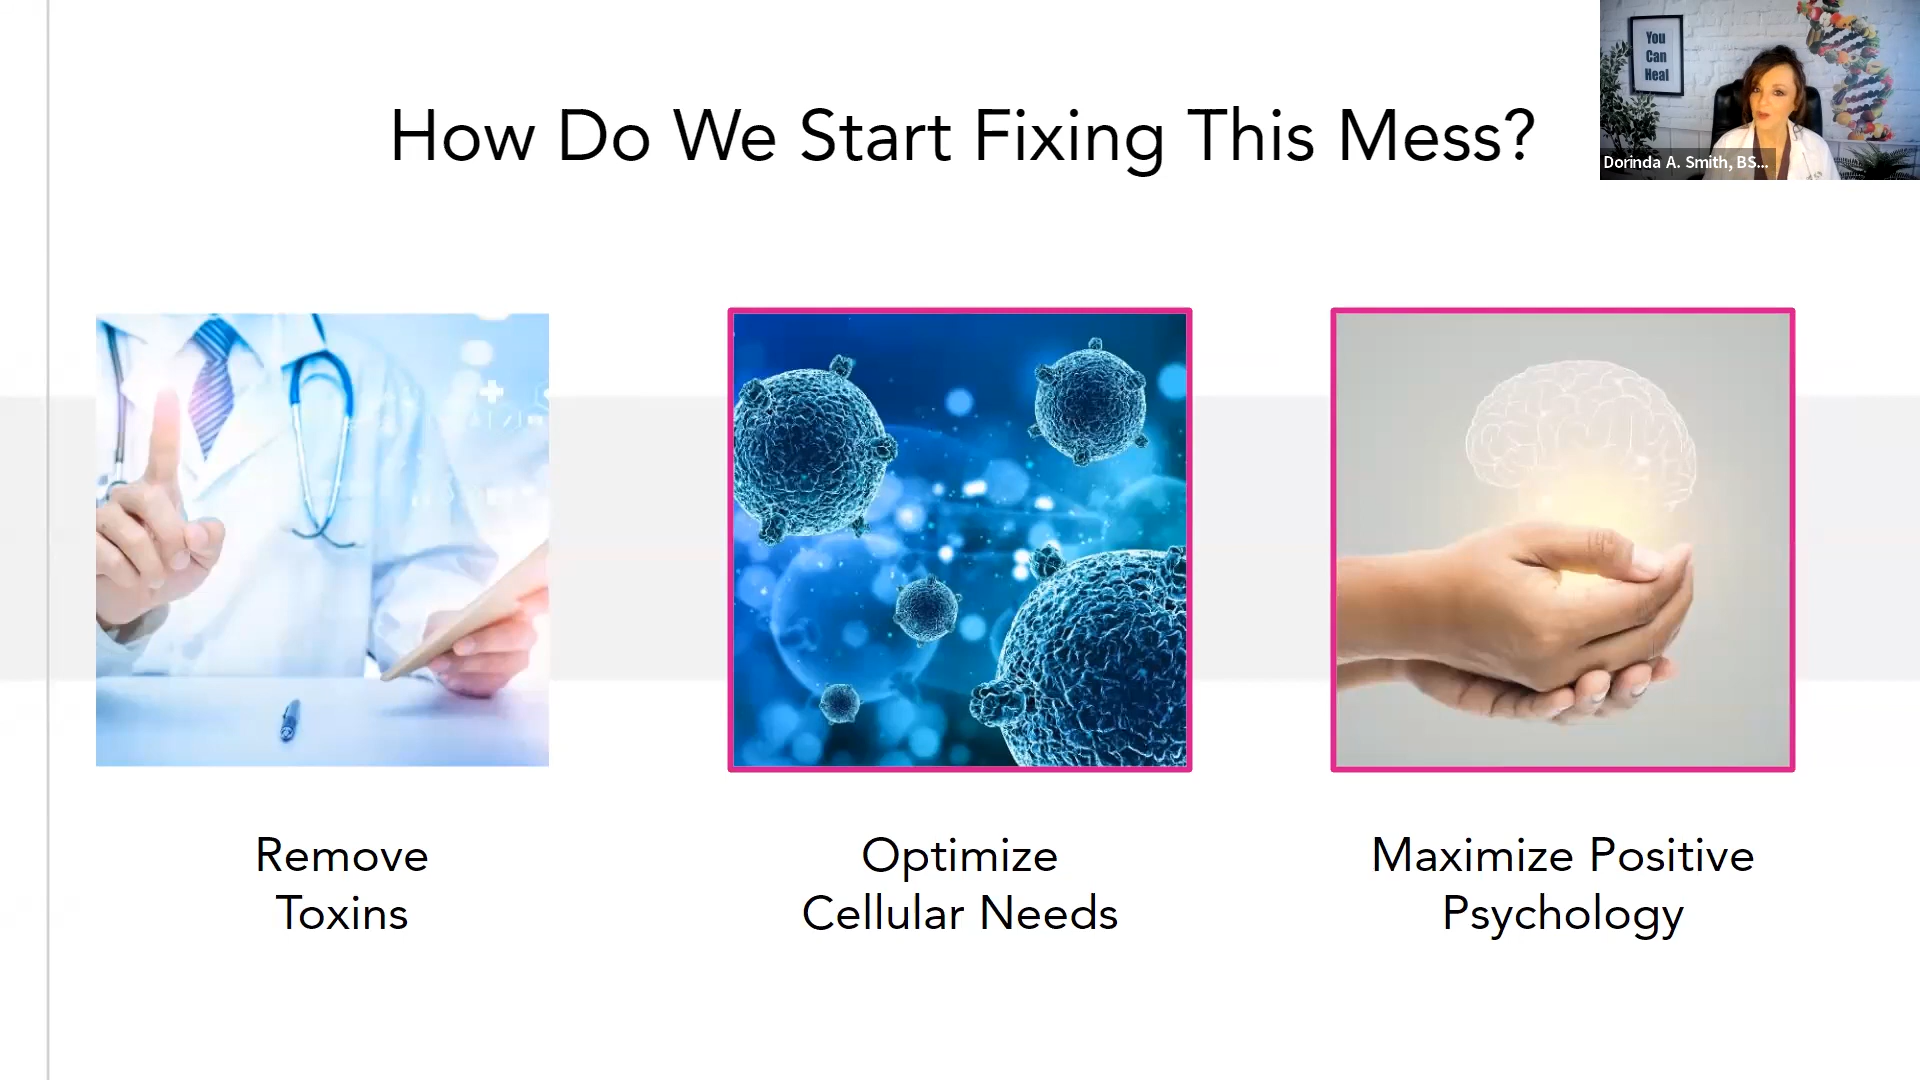 How Do We Start Fixing This Mess?
You
Can
Heal
Dorinda A. Smith, BS...
Remove
Toxins
Optimize
Cellular Needs
Maximize Positive
Psychology